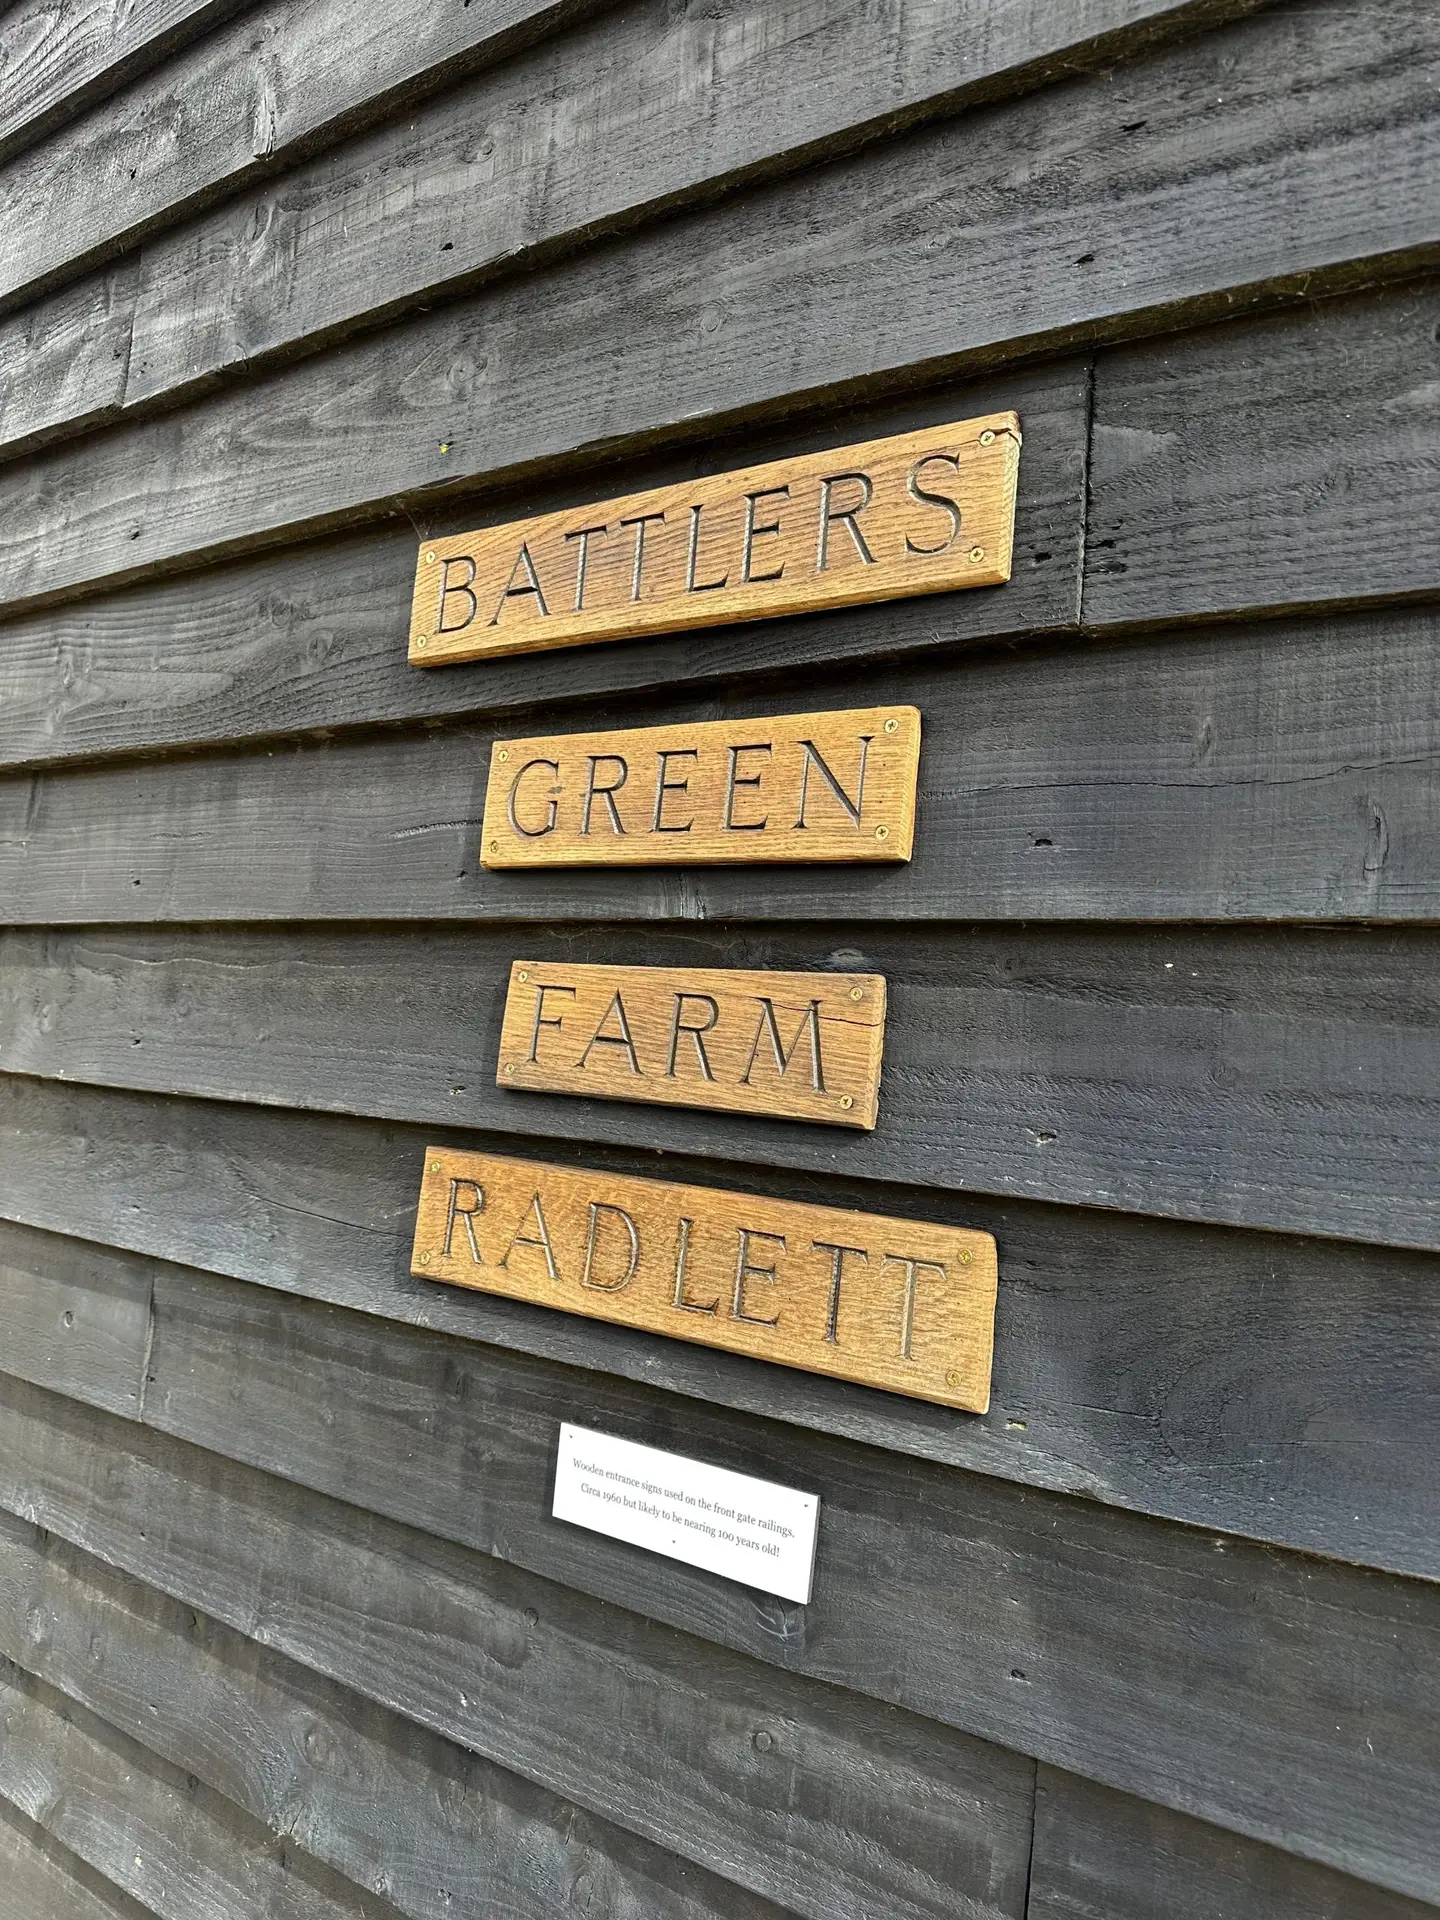 BATTLERS
GREEN
FARM
RADLETT
Wooden entrance signs used on the front gate railings.
Circa 1960 but likely to be nearing 100 years old!